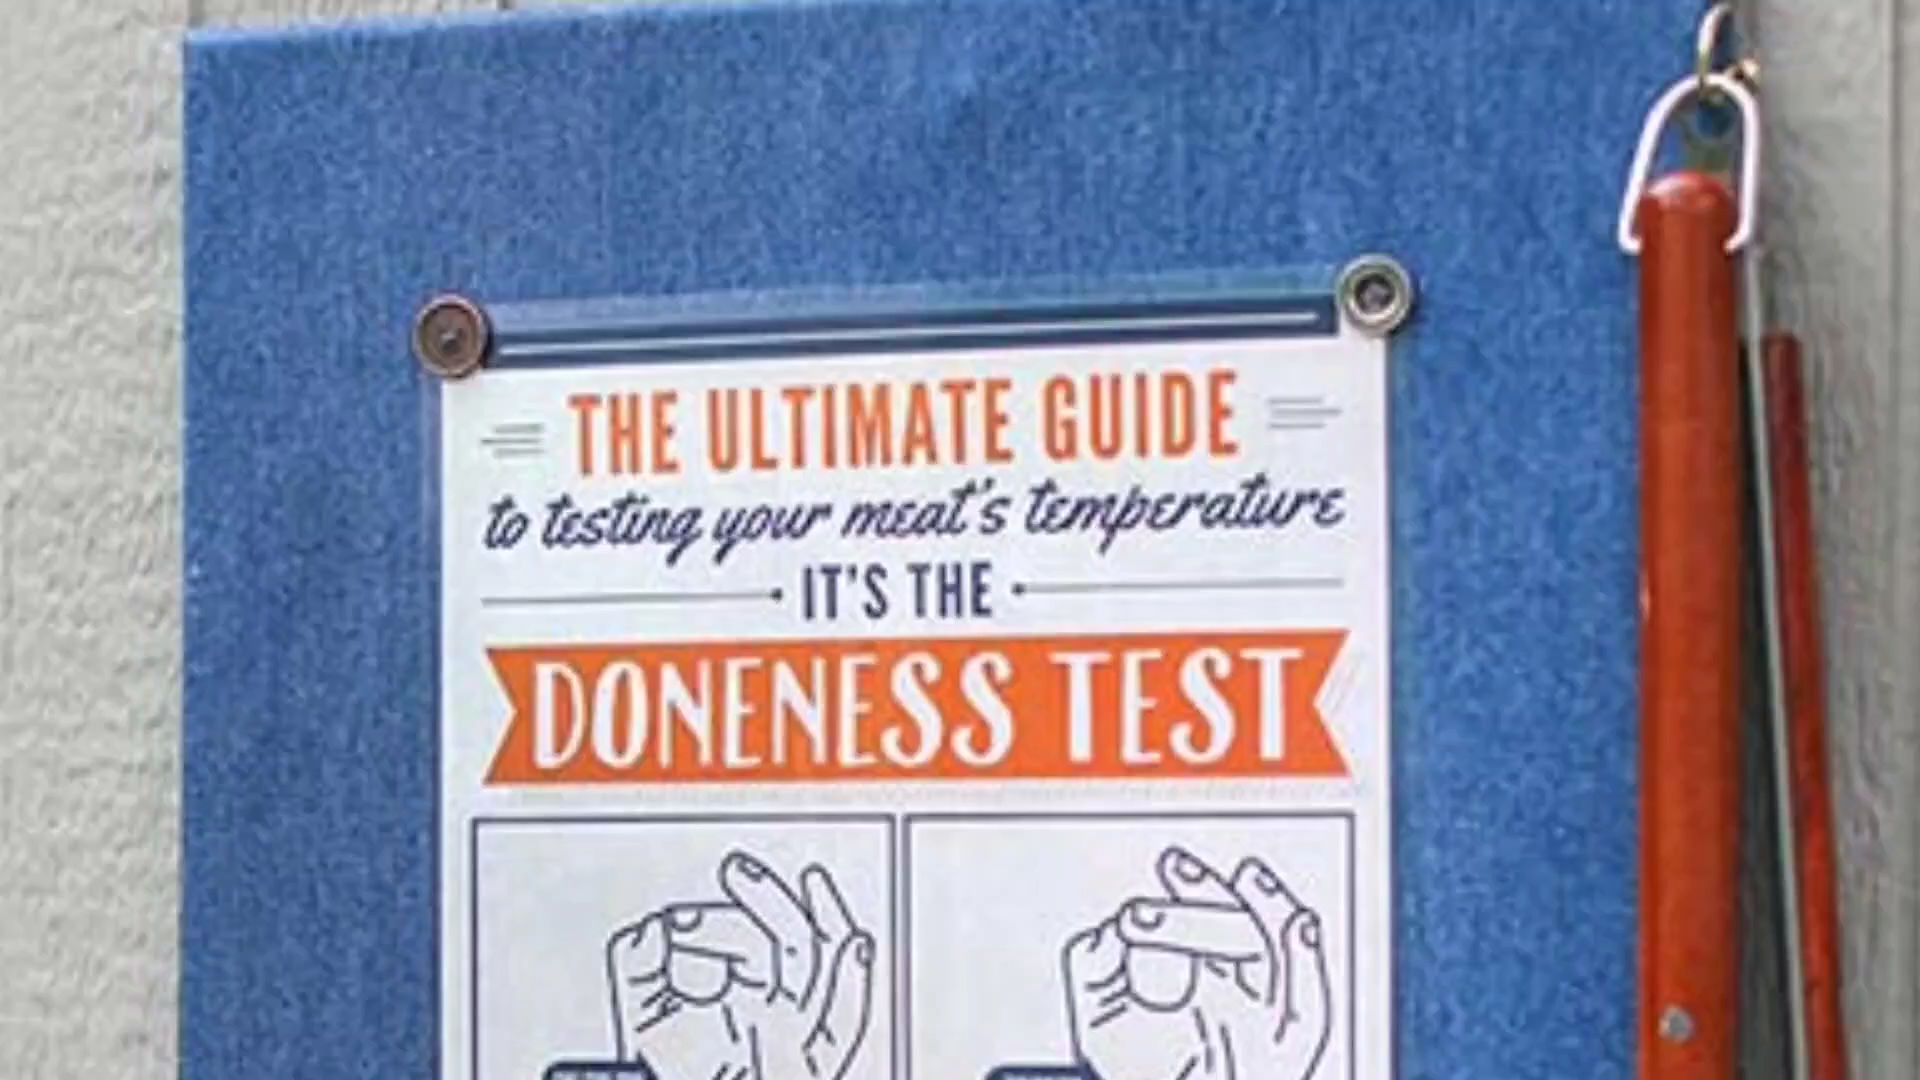 THE ULTIMATE GUIDE
to testing your meat's temperature
IT'S THE
DONENESS TEST